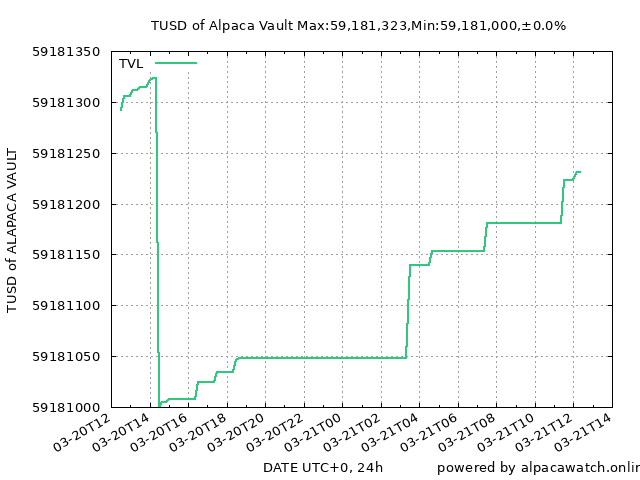 TUSD of Alpaca Vault Max:59,181,323,Min:59,181,000,±0.0%
TVL
59181350
59181300
59181250
59181200
59181150
59181100
59181050
59181000
TUSD of ALAPACA VAULT
03-20T12
03-20T14
03-20T16
03-20T18
03-20T20
03-20T22
03-21T00
03-21T02
03-21T04
03-21T06
03-21T08
03-21T10
03-21T12
03-21T14
DATE UTC+0, 24h
powered by alpacawatch.onlin